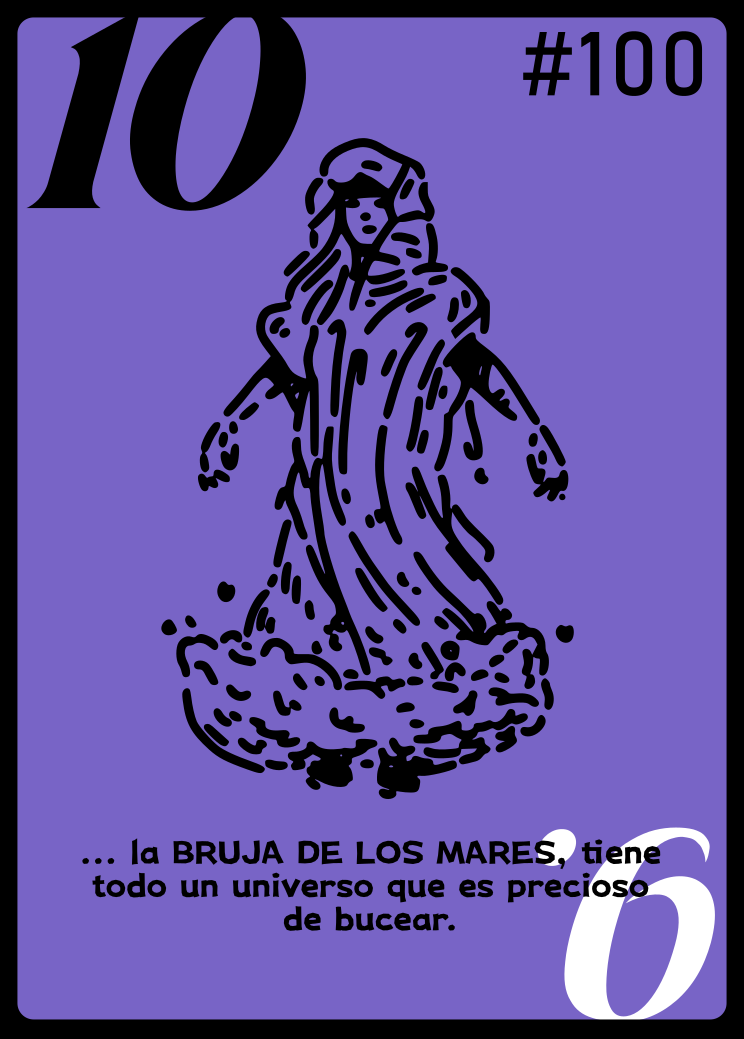 10
#100
... la BRUJA DE LOS MARES, tiene
todo un universo que es precioso
de bucear.
'6